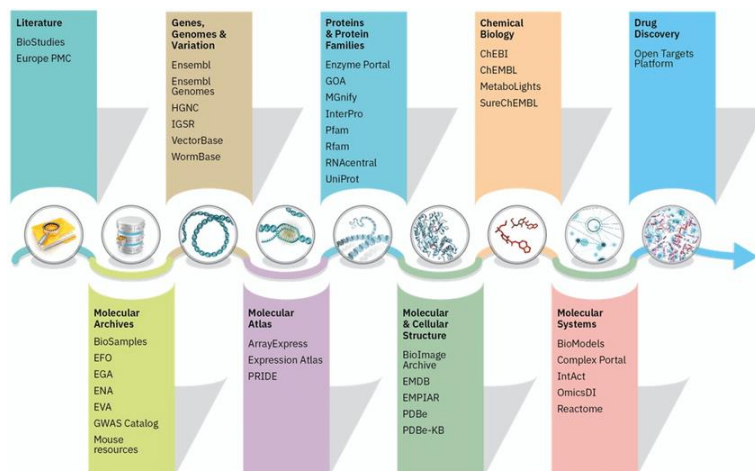 Literature
BioStudies
Europe PMC
Genes,
Genomes &
Variation
Ensembl
Ensembl
Genomes
HGNC
IGSR
VectorBase
WormBase
Proteins
& Protein
Families
Enzyme Portal
GOA
MGnify
InterPro
Pfam
Rfam
RNAcentral
UniProt
Chemical
Biology
ChEBI
ChEMBL
MetaboLights
SureChEMBL
Drug
Discovery
Open Targets
Platform
Molecular
Archives
BioSamples
EFO
EGA
ENA
EVA
GWAS Catalog
Mouse
resources
Molecular
Atlas
ArrayExpress
Expression Atlas
PRIDE
Molecular
& Cellular
Structure
BioImage
Archive
EMDB
EMPIAR
PDBe
PDBe-KB
Molecular
Systems
BioModels
Complex Portal
IntAct
OmicsDI
Reactome